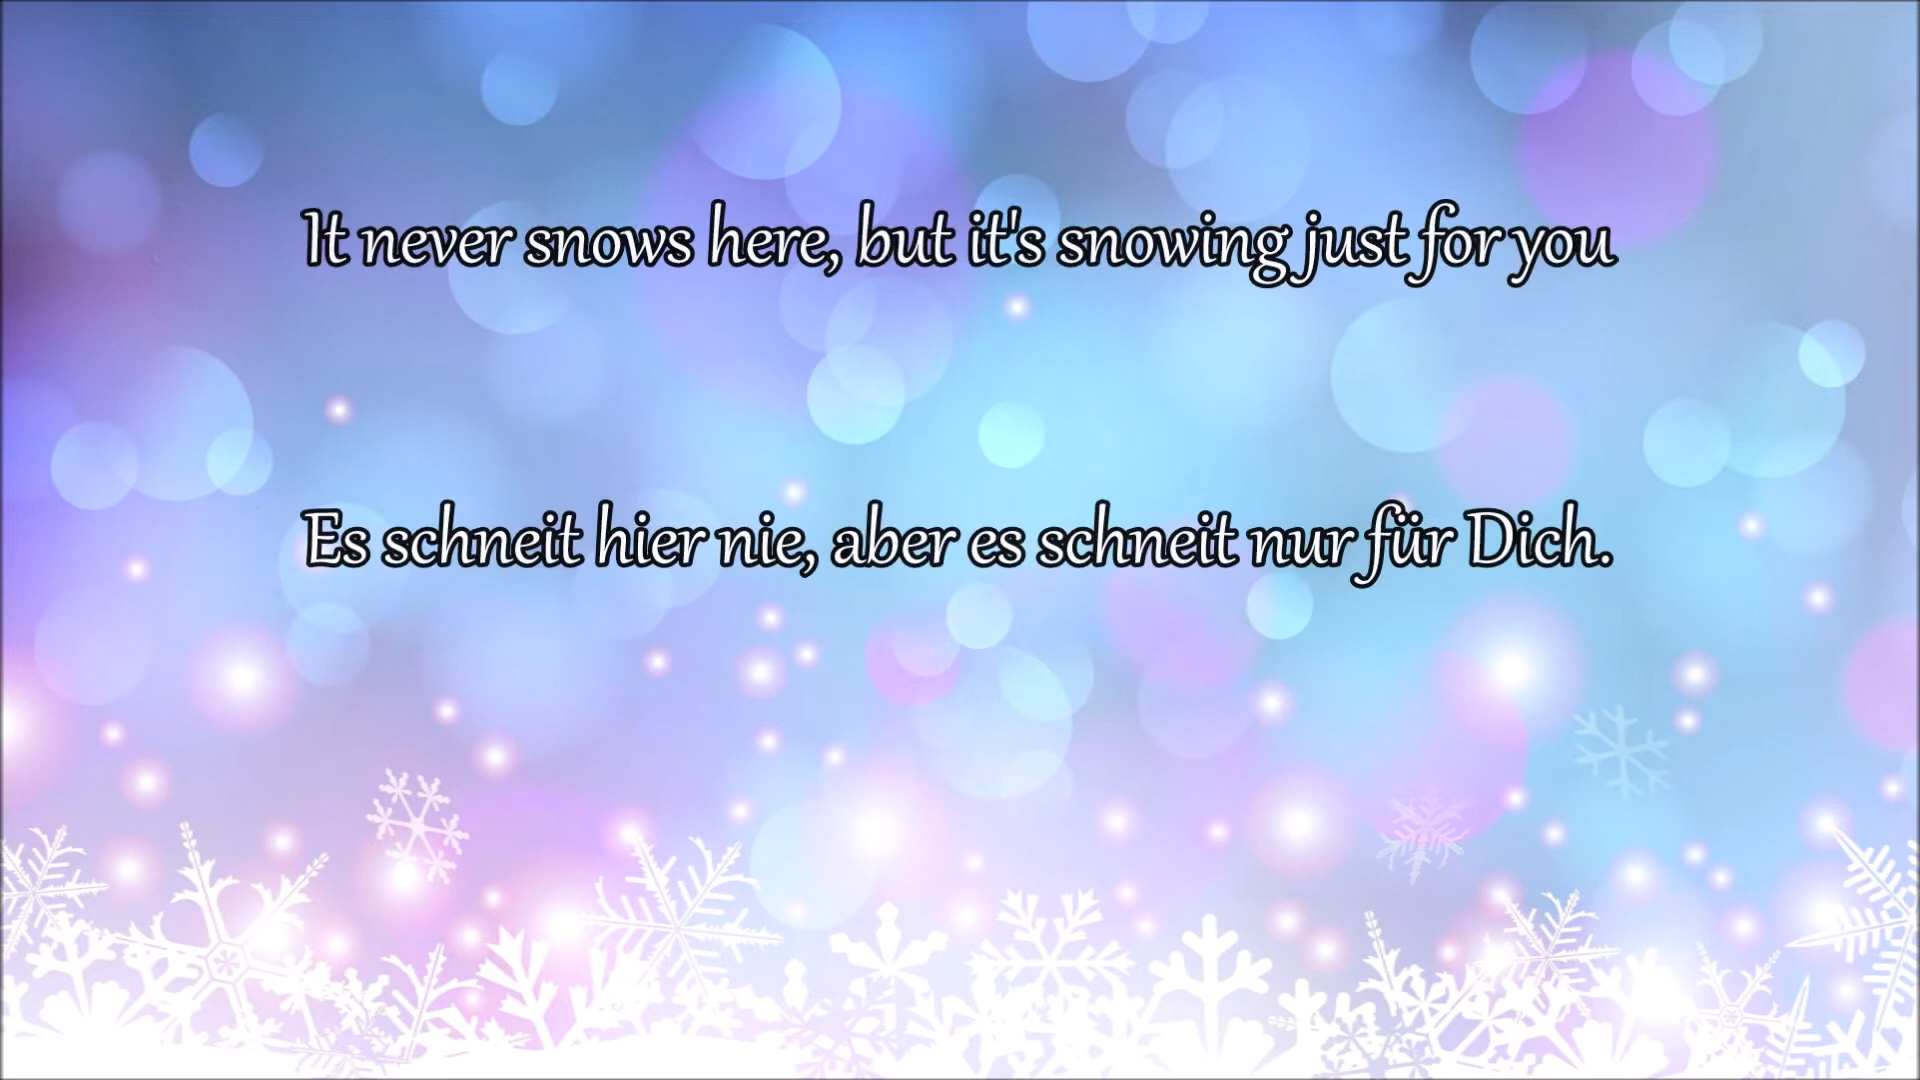 It never snows here, but it's snowing just for you
Es schneit hier nie, aber es schneit nur für Dich.